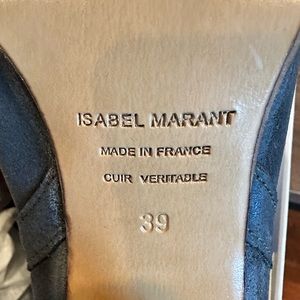 ISABEL MARANT
MADE IN FRANCE
CUIR VERITABLE
39